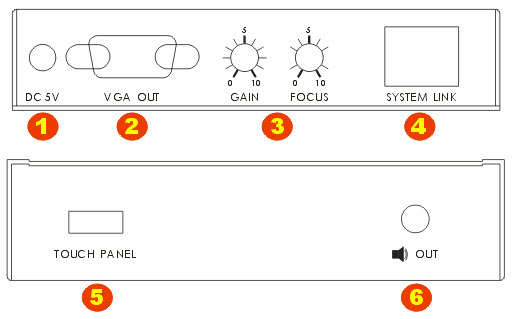 5 5
0 10 0 10
DC 5V VGA OUT GAIN FOCUS SYSTEM LINK
1 2 3 4
TOUCH PANEL OUT
5 6